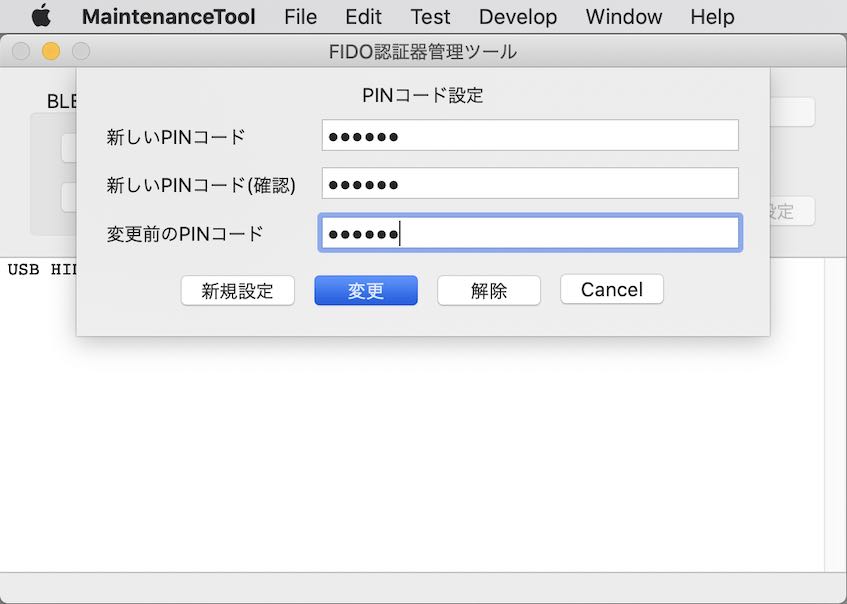 MaintenanceTool File Edit Test Develop Window Help
FIDO認証器管理ツール
PINコード設定
新しいPINコード ●●●●●●
新しいPINコード(確認) ●●●●●●
変更前のPINコード ●●●●●●
新規設定 変更 解除 Cancel
BLE
定
USB HI